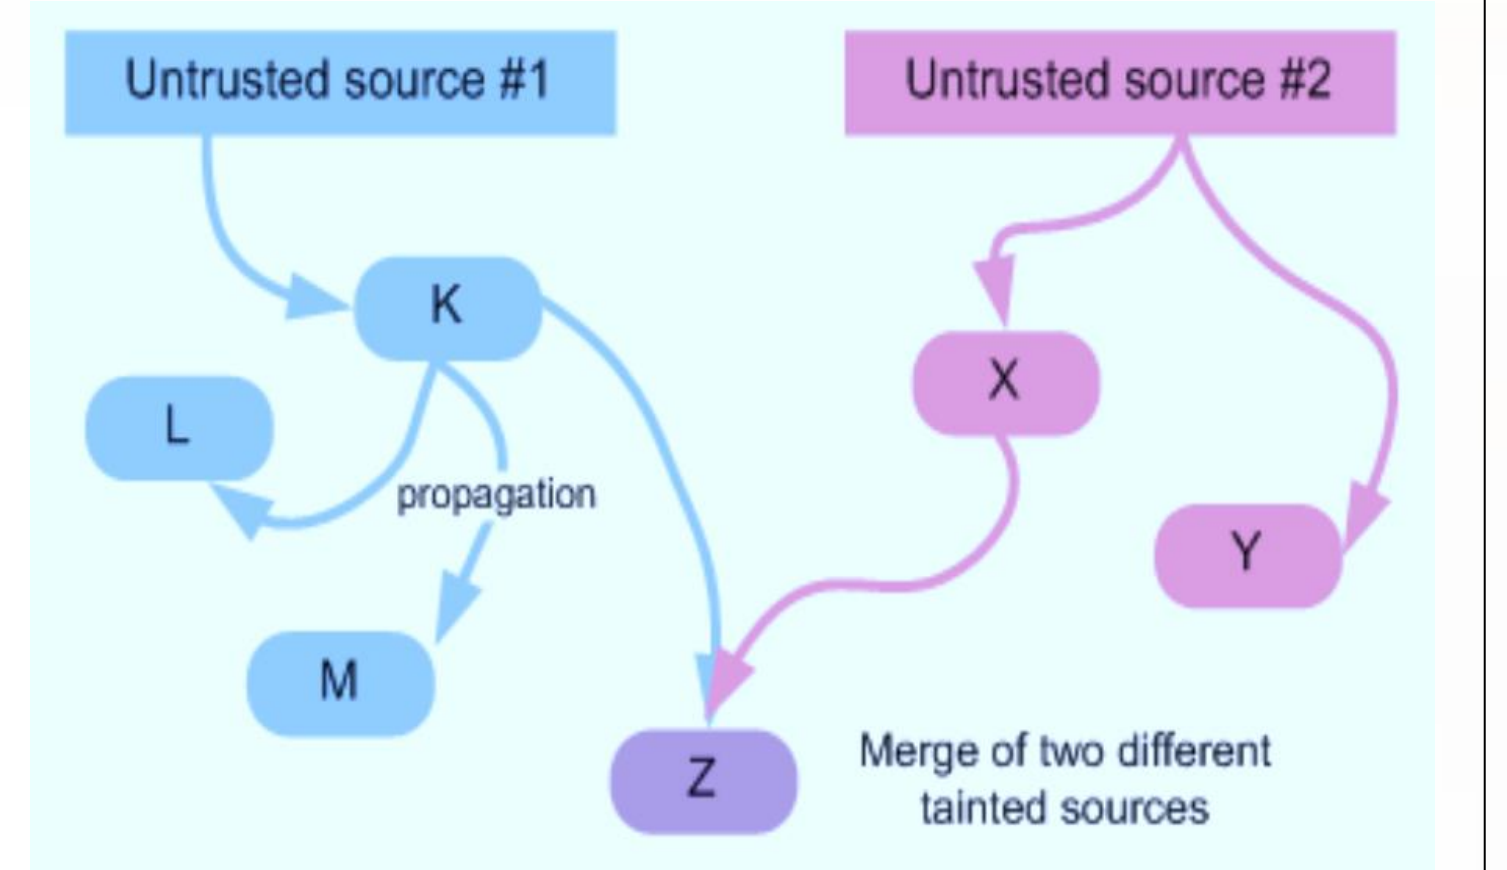 Untrusted source #1
Untrusted source #2
K
X
L
propagation
Y
M
Z
Merge of two different
tainted sources